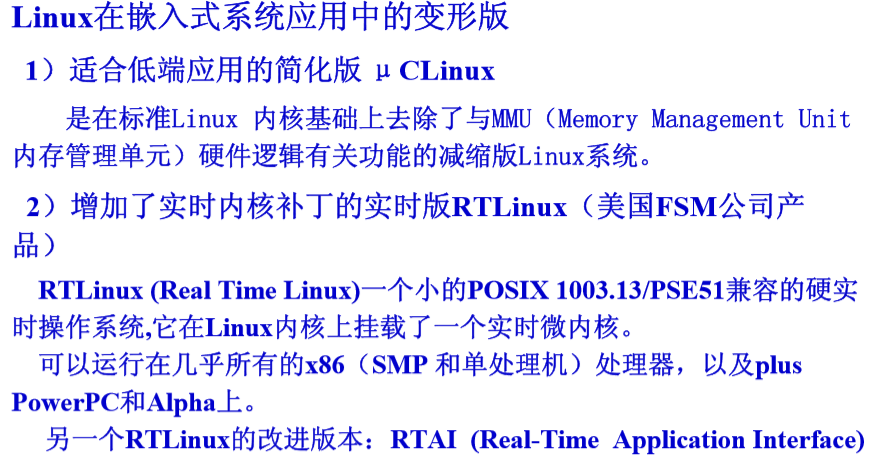 Linux在嵌入式系统应用中的变形版
1）适合低端应用的简化版 μCLinux
是在标准Linux 内核基础上去除了与MMU（Memory Management Unit
内存管理单元）硬件逻辑有关功能的减缩版Linux系统。
2）增加了实时内核补丁的实时版RTLinux（美国FSM公司产
品）
RTLinux (Real Time Linux)一个小的POSIX 1003.13/PSE51兼容的硬实
时操作系统,它在Linux内核上挂载了一个实时微内核。
可以运行在几乎所有的x86（SMP 和单处理机）处理器，以及plus
PowerPC和Alpha上。
另一个RTLinux的改进版本：RTAI (Real-Time Application Interface)